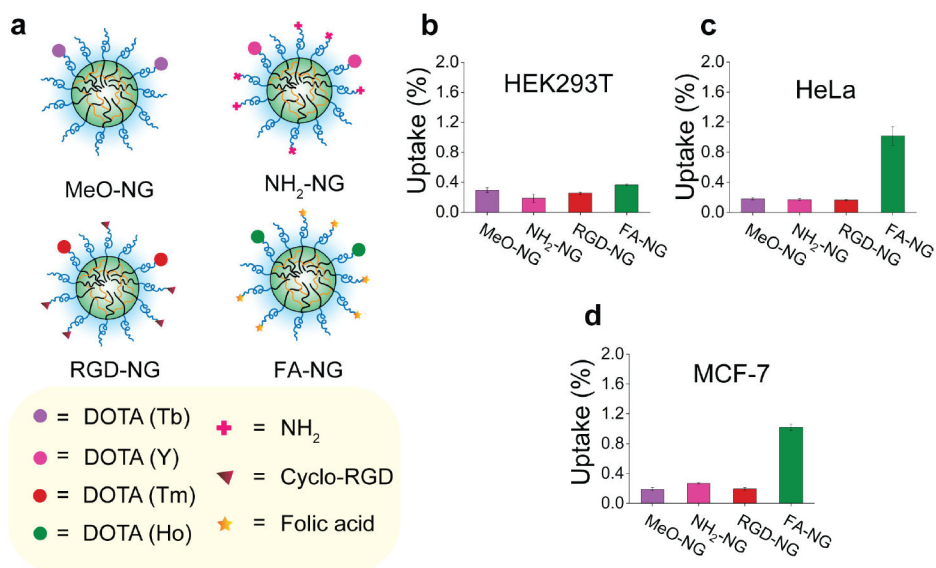 a
MeO-NG
NH₂-NG
RGD-NG
FA-NG
= DOTA (Tb)
= DOTA (Y)
= DOTA (Tm)
= DOTA (Ho)
= NH₂
= Cyclo-RGD
= Folic acid
b
HEK293T
Uptake (%)
2.0
1.6
1.2
0.8
0.4
0.0
MeO-NG
NH₂-NG
RGD-NG
FA-NG
c
HeLa
Uptake (%)
2.0
1.6
1.2
0.8
0.4
0.0
MeO-NG
NH₂-NG
RGD-NG
FA-NG
d
MCF-7
Uptake (%)
2.0
1.6
1.2
0.8
0.4
0.0
MeO-NG
NH₂-NG
RGD-NG
FA-NG